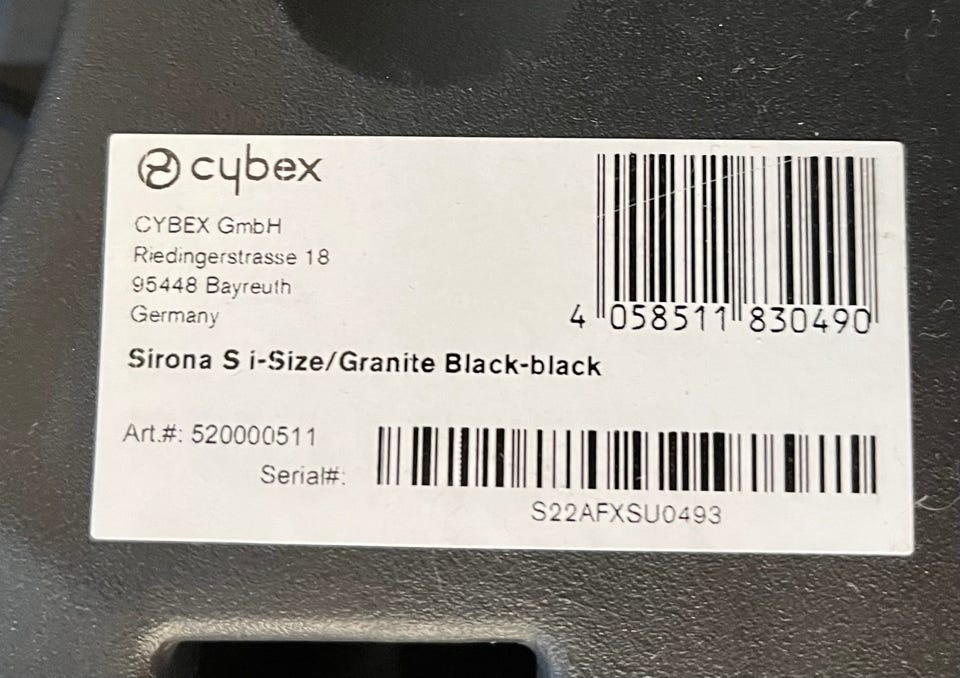 cybex
CYBEX GmbH
Riedingerstrasse 18
95448 Bayreuth
Germany
4 058511 830490
Sirona S i-Size/Granite Black-black
Art.#: 520000511
Serial#:
S22AFXSU0493